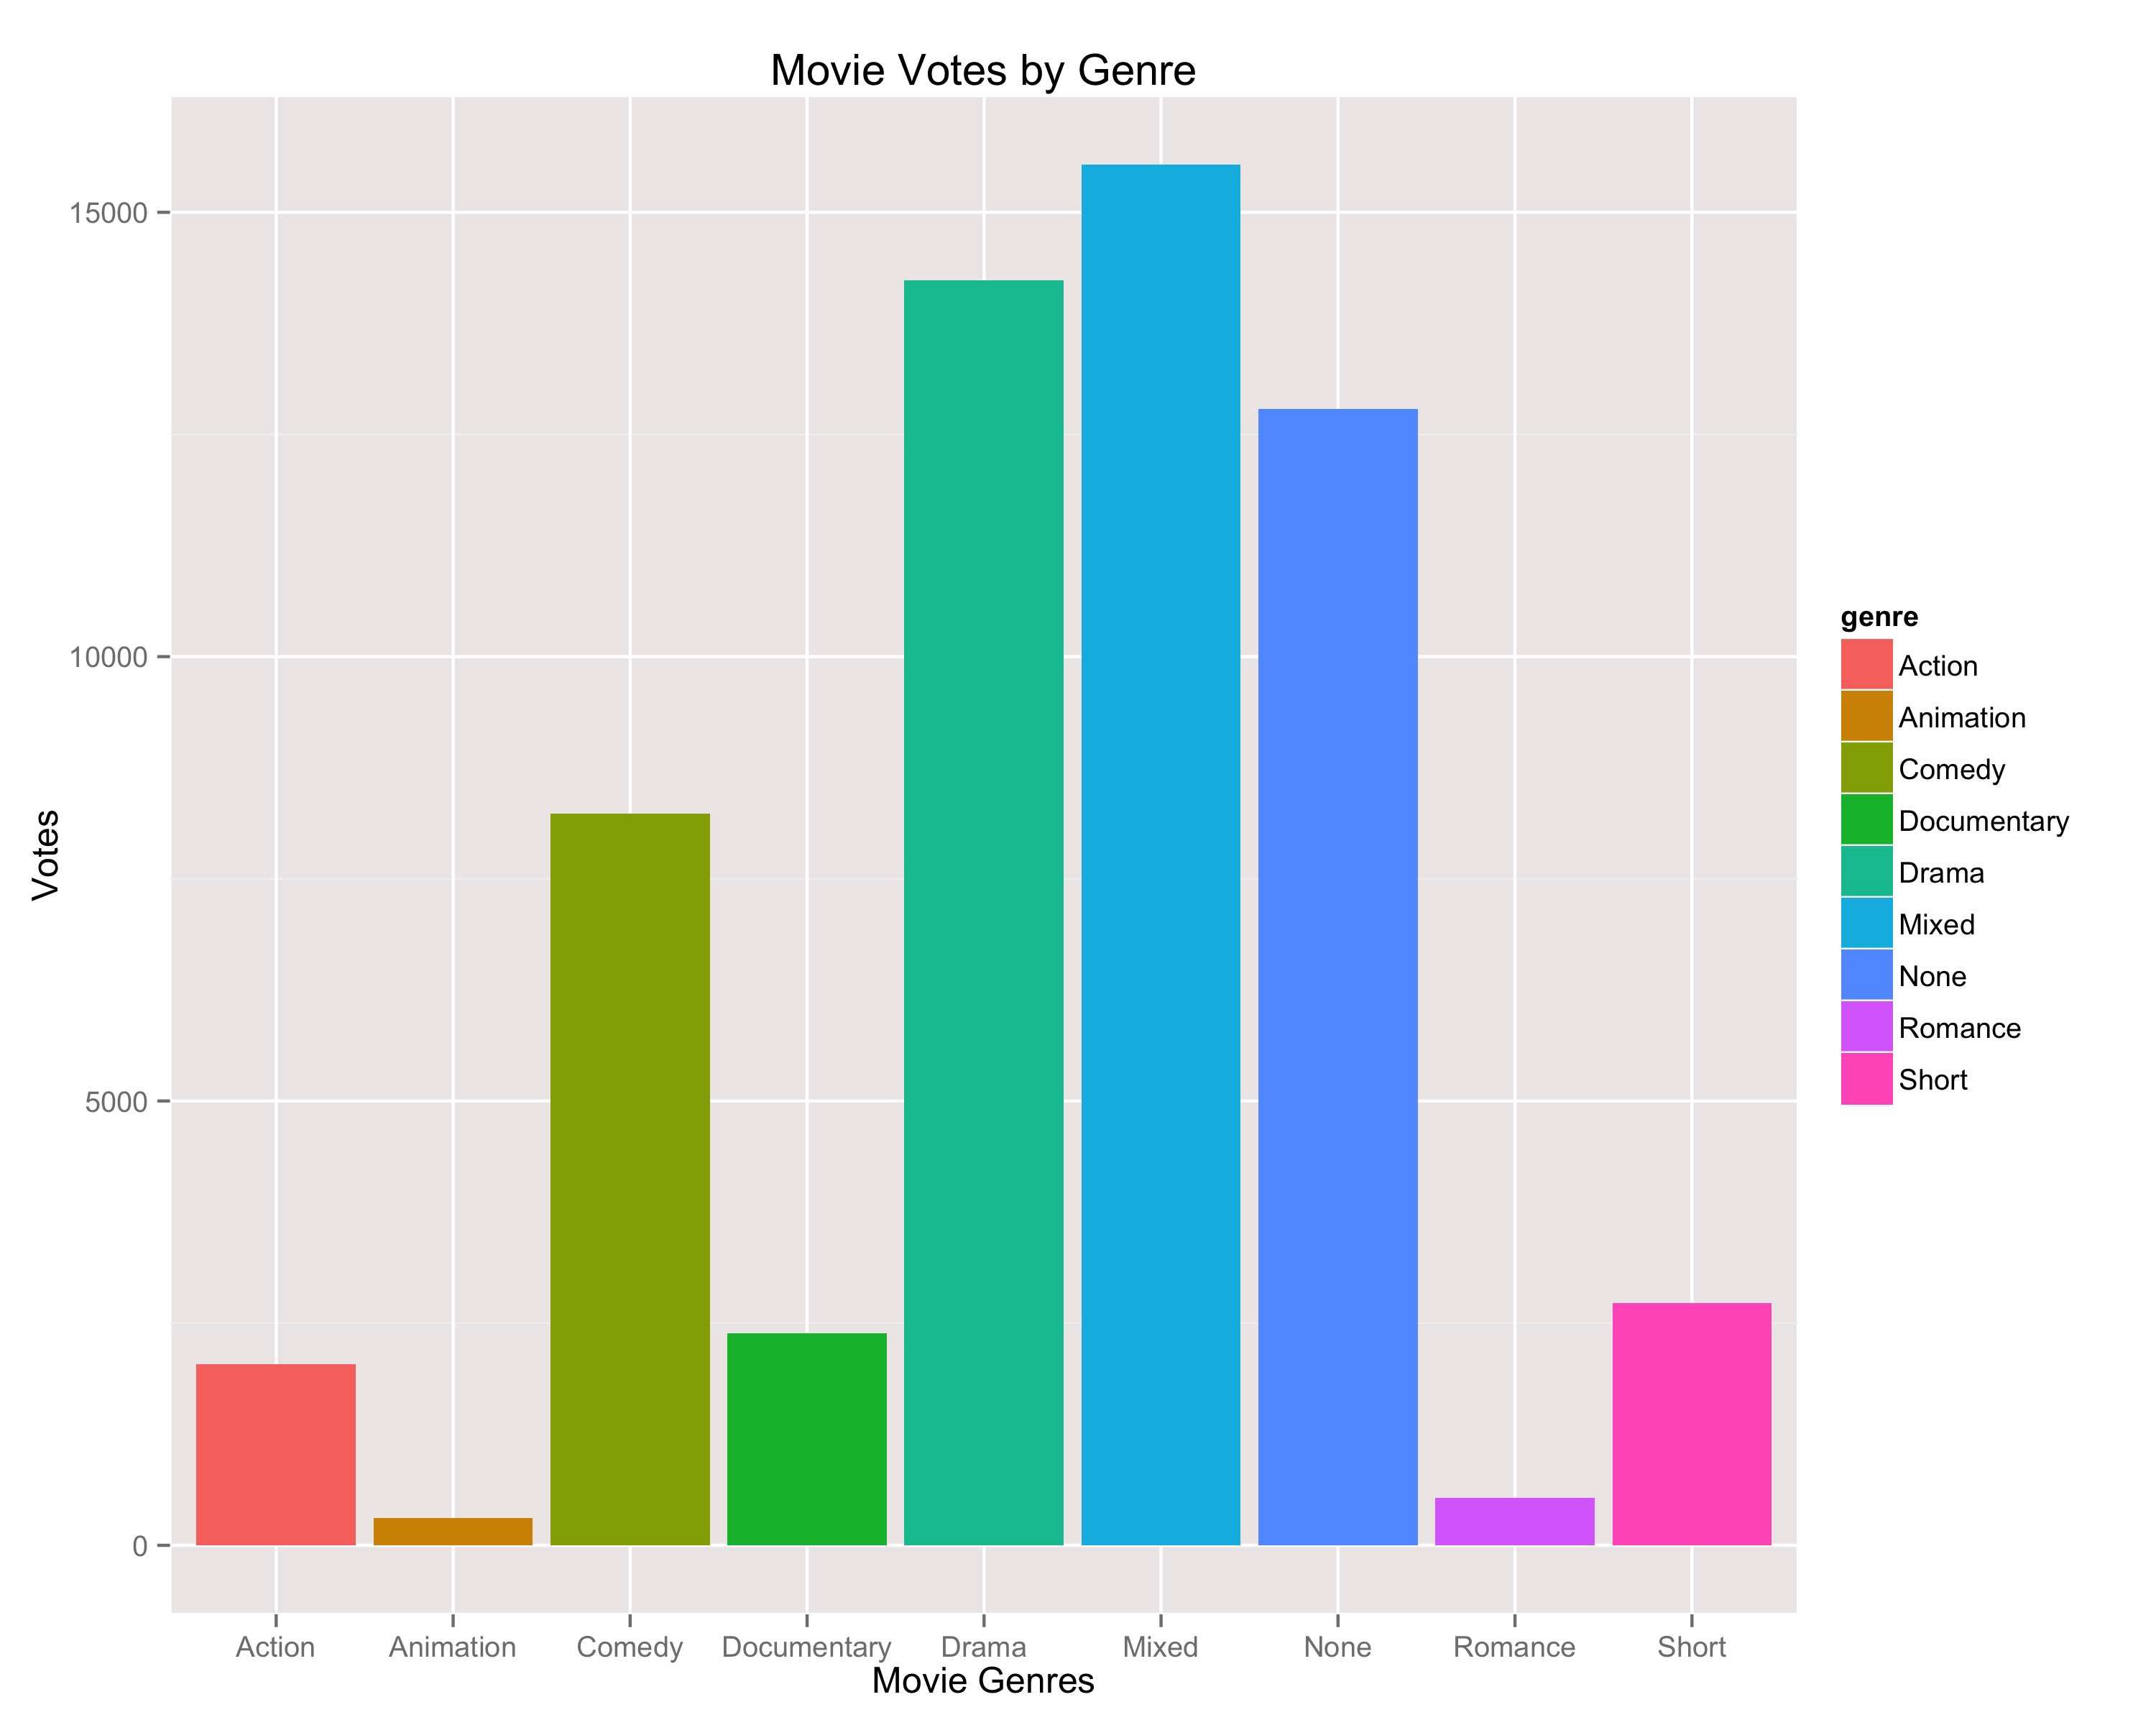 Movie Votes by Genre
Votes
15000
10000
5000
0
Action Animation Comedy Documentary Drama Mixed None Romance Short
Movie Genres
genre
Action
Animation
Comedy
Documentary
Drama
Mixed
None
Romance
Short